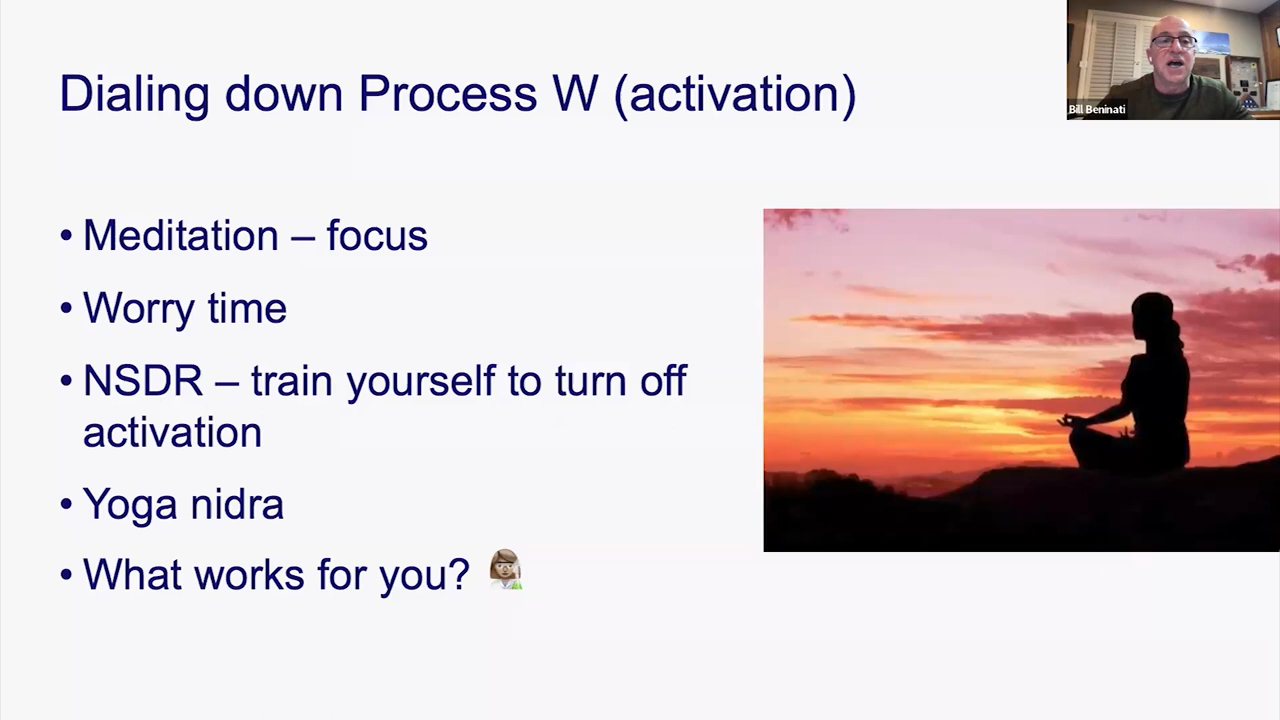 Dialing down Process W (activation)
Bill Beninati
• Meditation – focus
• Worry time
• NSDR – train yourself to turn off
activation
• Yoga nidra
• What works for you? 👩🏽‍🔬